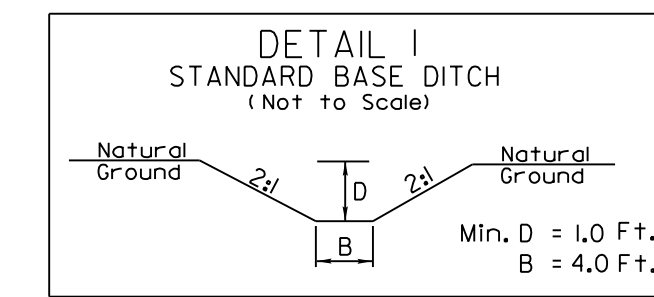 DETAIL 1
STANDARD BASE DITCH
(Not to Scale)
Natural
Ground
2:1
D
2:1
Natural
Ground
B
Min. D = 1.0 Ft.
B = 4.0 Ft.